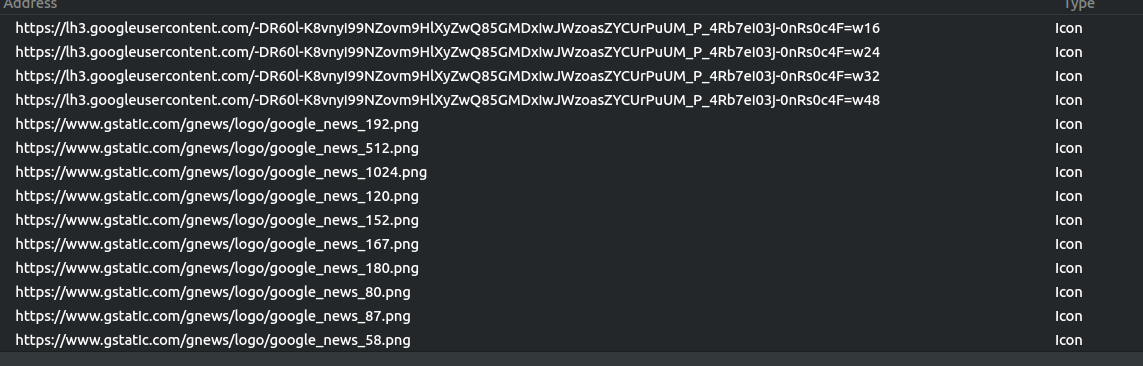 Address Type
https://lh3.googleusercontent.com/-DR60l-K8vnyI99NZovm9HlXyZwQ85GMDxIwJWzoasZYCUrPuUM_P_4Rb7eI03J-0nRs0c4F=w16 Icon
https://lh3.googleusercontent.com/-DR60l-K8vnyI99NZovm9HlXyZwQ85GMDxIwJWzoasZYCUrPuUM_P_4Rb7eI03J-0nRs0c4F=w24 Icon
https://lh3.googleusercontent.com/-DR60l-K8vnyI99NZovm9HlXyZwQ85GMDxIwJWzoasZYCUrPuUM_P_4Rb7eI03J-0nRs0c4F=w32 Icon
https://lh3.googleusercontent.com/-DR60l-K8vnyI99NZovm9HlXyZwQ85GMDxIwJWzoasZYCUrPuUM_P_4Rb7eI03J-0nRs0c4F=w48 Icon
https://www.gstatic.com/gnews/logo/google_news_192.png Icon
https://www.gstatic.com/gnews/logo/google_news_512.png Icon
https://www.gstatic.com/gnews/logo/google_news_1024.png Icon
https://www.gstatic.com/gnews/logo/google_news_120.png Icon
https://www.gstatic.com/gnews/logo/google_news_152.png Icon
https://www.gstatic.com/gnews/logo/google_news_167.png Icon
https://www.gstatic.com/gnews/logo/google_news_180.png Icon
https://www.gstatic.com/gnews/logo/google_news_80.png Icon
https://www.gstatic.com/gnews/logo/google_news_87.png Icon
https://www.gstatic.com/gnews/logo/google_news_58.png Icon